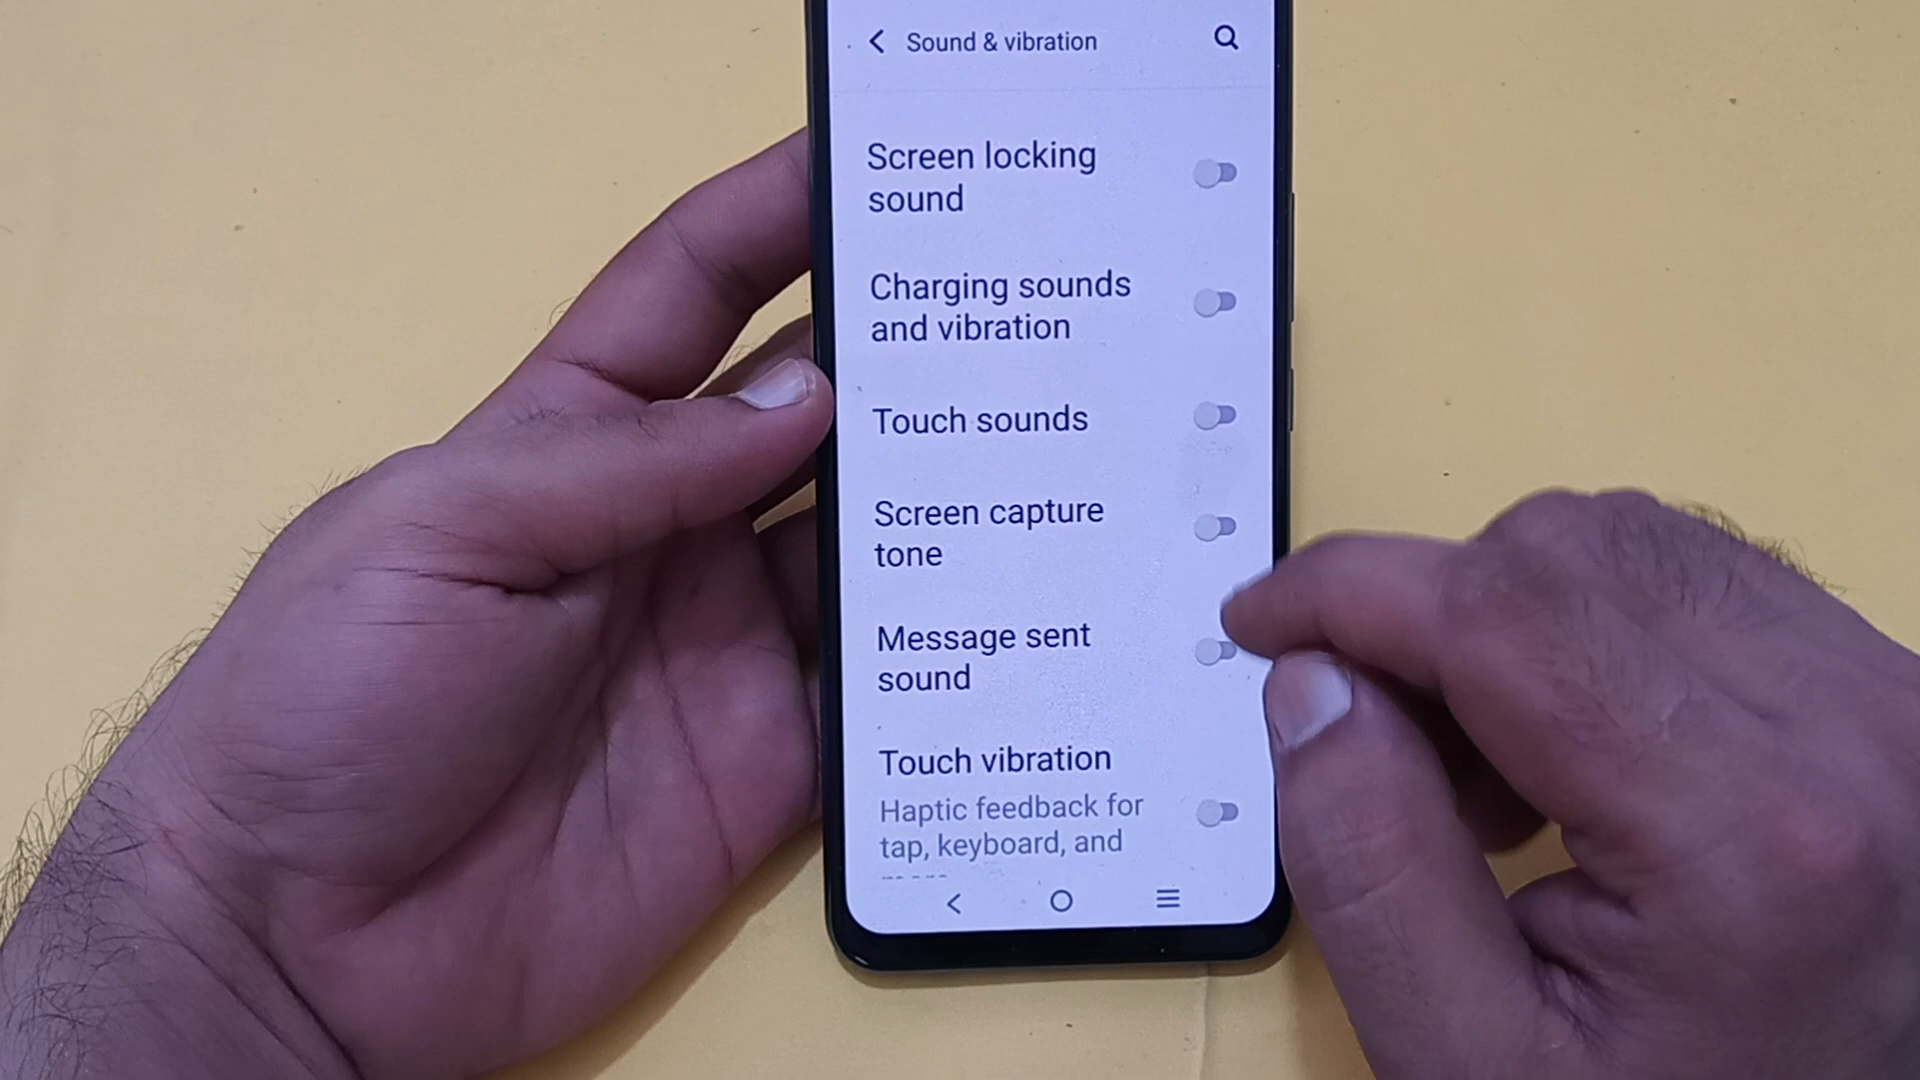 Sound & vibration
Screen locking
sound
Charging sounds
and vibration
Touch sounds
Screen capture
tone
Message sent
sound
Touch vibration
Haptic feedback for
tap, keyboard, and